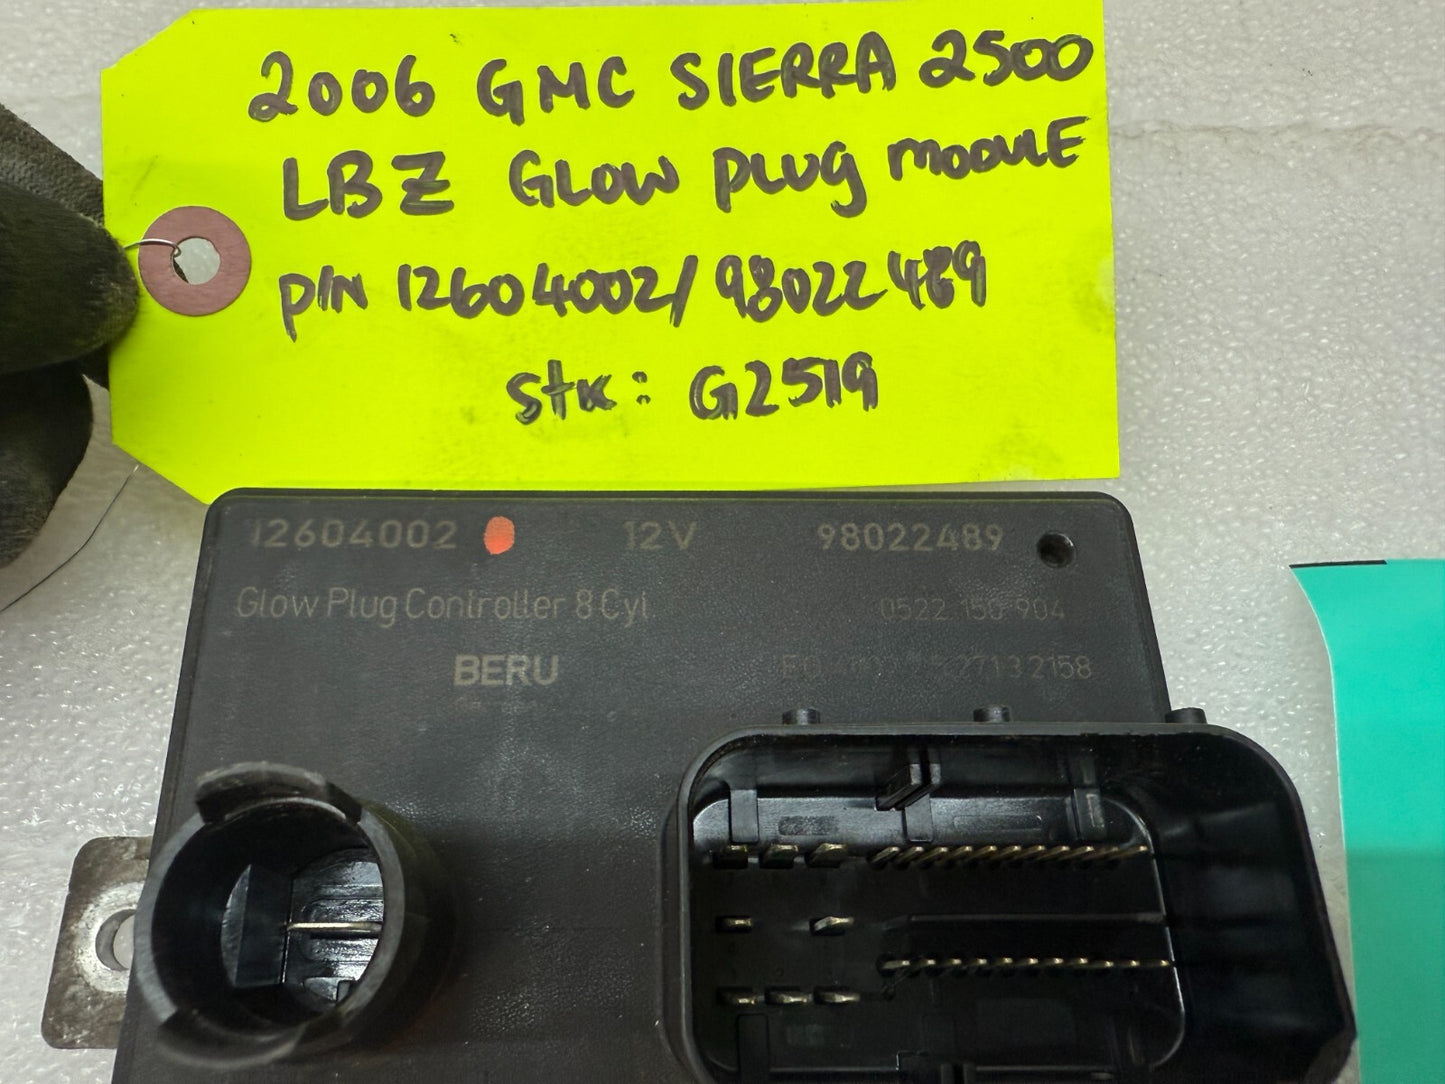 2006 GMC SIERRA 2500
LBZ GLOW PLUG MODULE
P/N 12604002/98022489
Stk: G2519
12604002 12V 98022489
Glow Plug Controller 8 Cyl.
0522 150 904
BERU
27132158